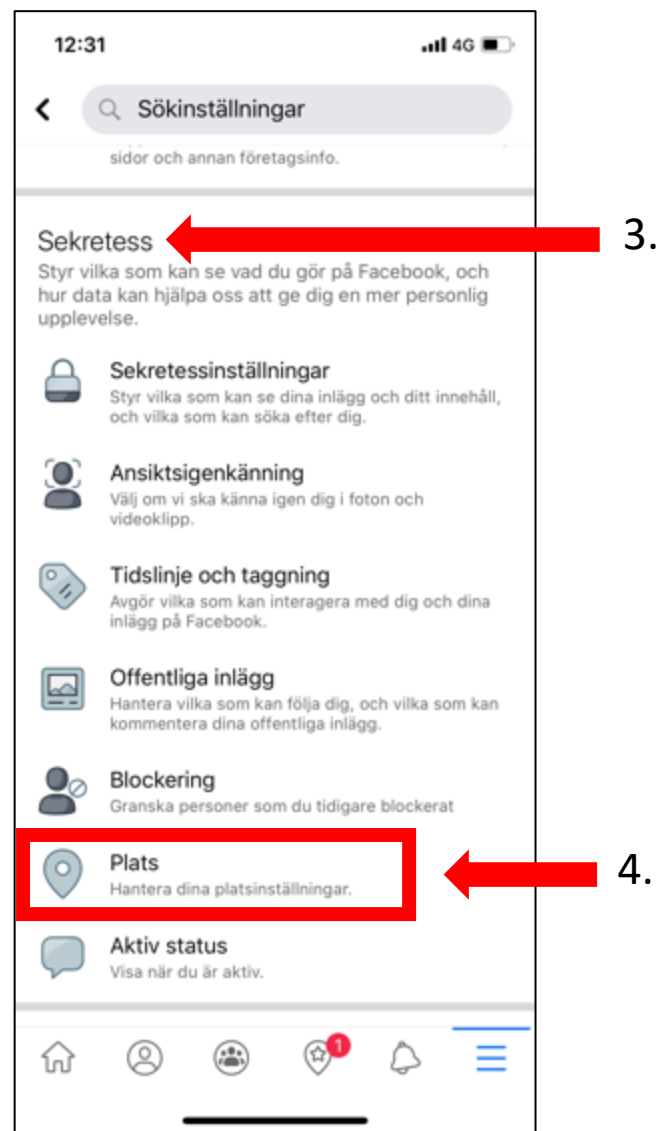 12:31
4G
Sökinställningar
sidor och annan företagsinfo.
Sekretess
3.
Styr vilka som kan se vad du gör på Facebook, och
hur data kan hjälpa oss att ge dig en mer personlig
upplevelse.
Sekretessinställningar
Styr vilka som kan se dina inlägg och ditt innehåll,
och vilka som kan söka efter dig.
Ansiktsigenkänning
Välj om vi ska känna igen dig i foton och
videoklipp.
Tidslinje och taggning
Avgör vilka som kan interagera med dig och dina
inlägg på Facebook.
Offentliga inlägg
Hantera vilka som kan följa dig, och vilka som kan
kommentera dina offentliga inlägg.
Blockering
Granska personer som du tidigare blockerat
Plats
Hantera dina platsinställningar.
4.
Aktiv status
Visa när du är aktiv.
1